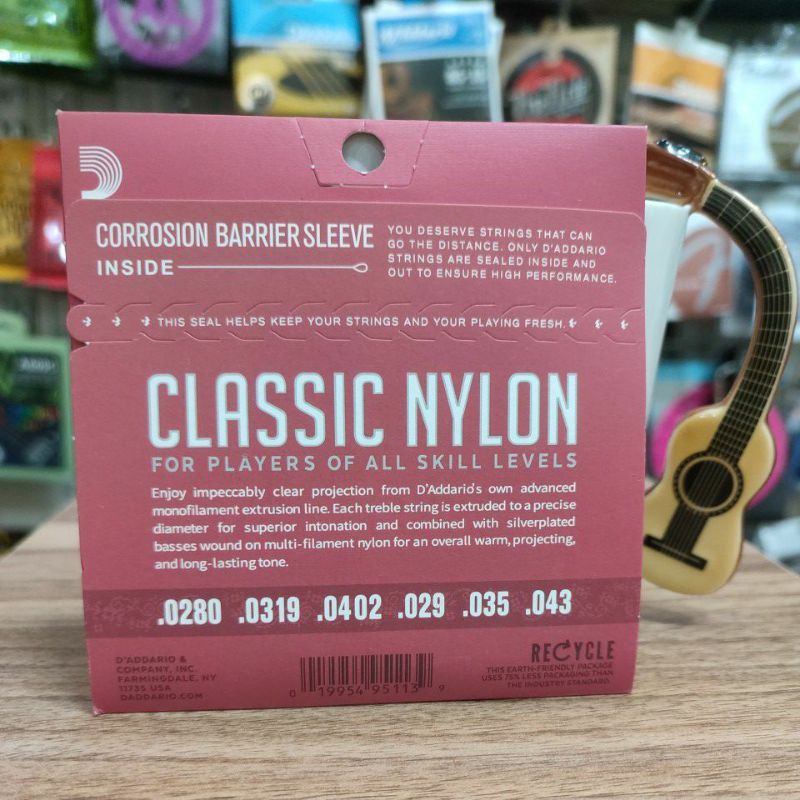 CORROSION BARRIER SLEEVE
INSIDE
YOU DESERVE STRINGS THAT CAN
GO THE DISTANCE. ONLY D'ADDARIO
STRINGS ARE SEALED INSIDE AND
OUT TO ENSURE HIGH PERFORMANCE.
THIS SEAL HELPS KEEP YOUR STRINGS AND YOUR PLAYING FRESH.
CLASSIC NYLON
FOR PLAYERS OF ALL SKILL LEVELS
Enjoy impeccably clear projection from D'Addario's own advanced
monofilament extrusion line. Each treble string is extruded to a precise
diameter for superior intonation and combined with silverplated
basses wound on multi-filament nylon for an overall warm, projecting,
and long-lasting tone.
.0280 .0319 .0402 .029 .035 .043
D'ADDARIO &
COMPANY, INC.
FARMINGDALE, NY
11735 USA
DADDARIO.COM
0 19954 95113 9
RECYCLE
THIS EARTH-FRIENDLY PACKAGE
USES 75% LESS PACKAGING THAN
THE INDUSTRY STANDARD.